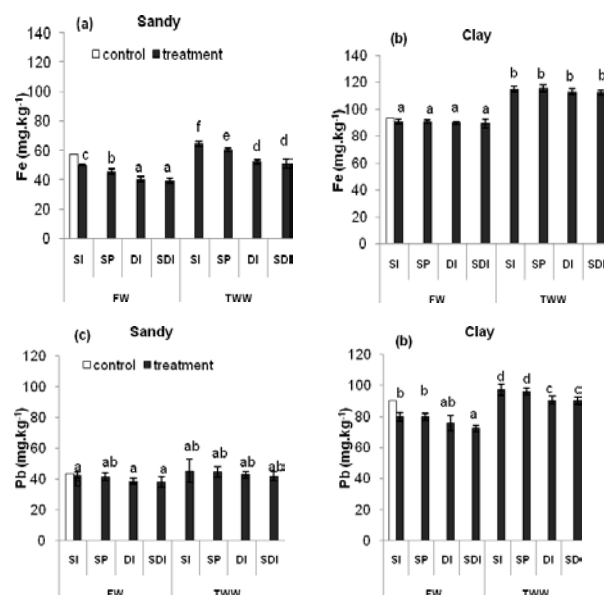 (a) Sandy
140
120
□ control ■ treatment
100
80
60
40
20
0
Fe (mg.kg-1)
c b a a f e d d
SI SP DI SDI SI SP DI SDI
FW TWW
(b) Clay
140
120
100
80
60
40
20
0
Fe (mg.kg-1)
a a a a b b b b
SI SP DI SDI SI SP DI SDI
FW TWW
(c) Sandy
120
100
□ control ■ treatment
80
60
40
20
0
Pb (mg.kg-1)
a ab a a ab ab ab ab
SI SP DI SDI SI SP DI SDI
FW TWW
(b) Clay
120
100
80
60
40
20
0
Pb (mg.kg-1)
b b ab a d d c c
SI SP DI SDI SI SP DI SD
FW TWW